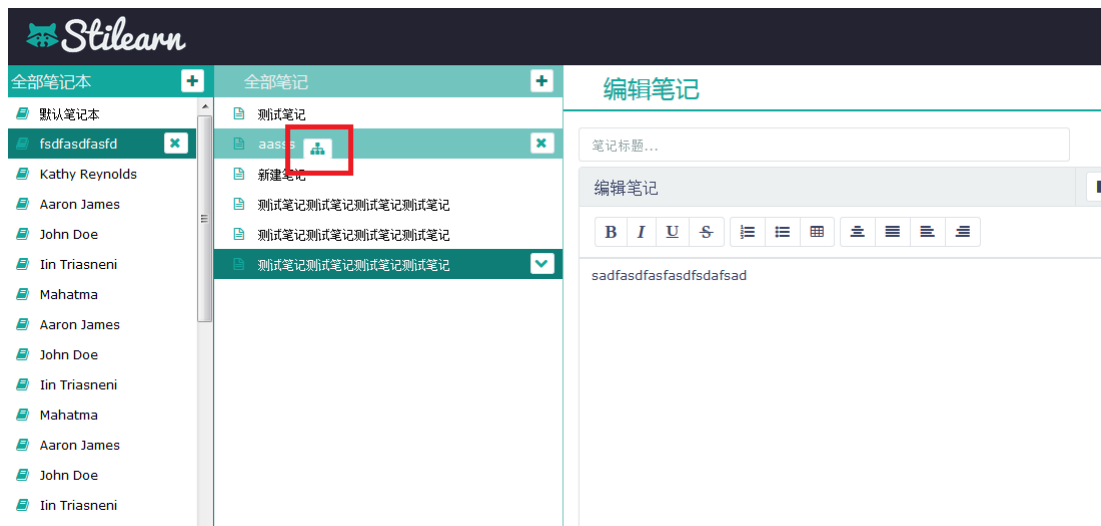 Stilearn
全部笔记本
默认笔记本
fsdfasdfasfd
Kathy Reynolds
Aaron James
John Doe
Iin Triasneni
Mahatma
Aaron James
John Doe
Iin Triasneni
Mahatma
Aaron James
John Doe
Iin Triasneni
全部笔记
测试笔记
aasss
新建笔记
测试笔记测试笔记测试笔记测试笔记
测试笔记测试笔记测试笔记测试笔记
测试笔记测试笔记测试笔记测试笔记
编辑笔记
笔记标题...
编辑笔记
B I U S
sadfasdfasfasdfsdafsad